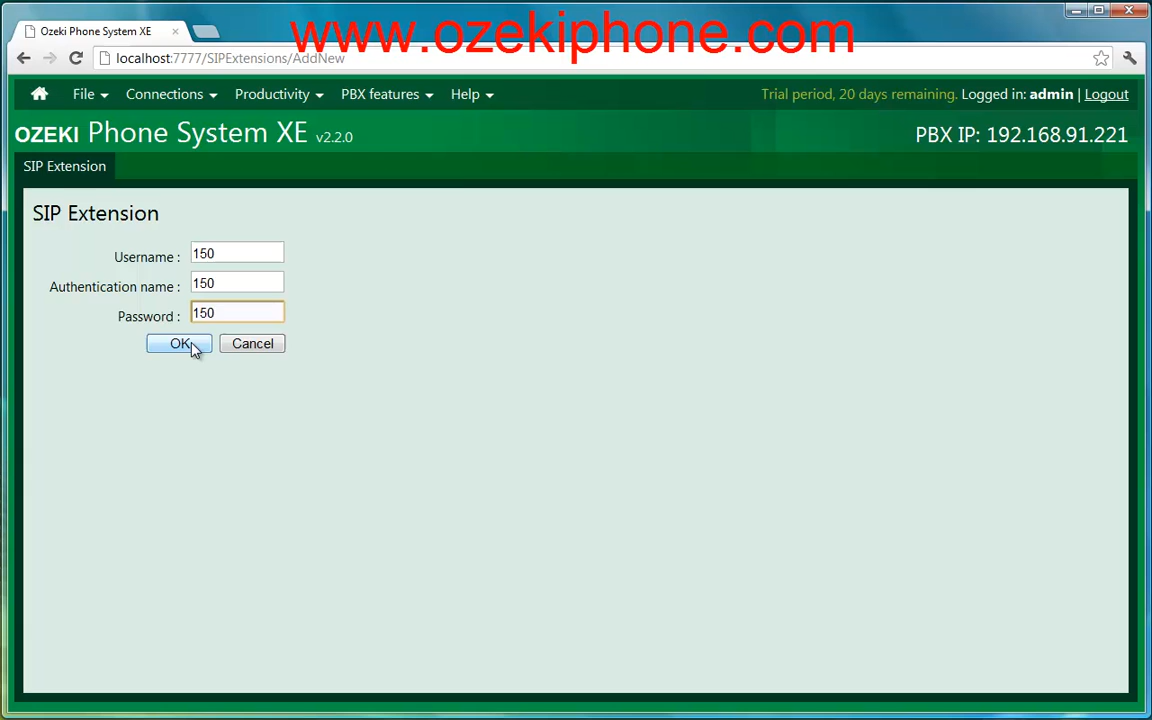 Ozeki Phone System XE
www.ozekiphone.com
localhost:7777/SIPExtensions/AddNew
File Connections Productivity PBX features Help Trial period, 20 days remaining. Logged in: admin | Logout
OZEKI Phone System XE v2.2.0 PBX IP: 192.168.91.221
SIP Extension
SIP Extension
Username : 150
Authentication name : 150
Password : 150
OK Cancel